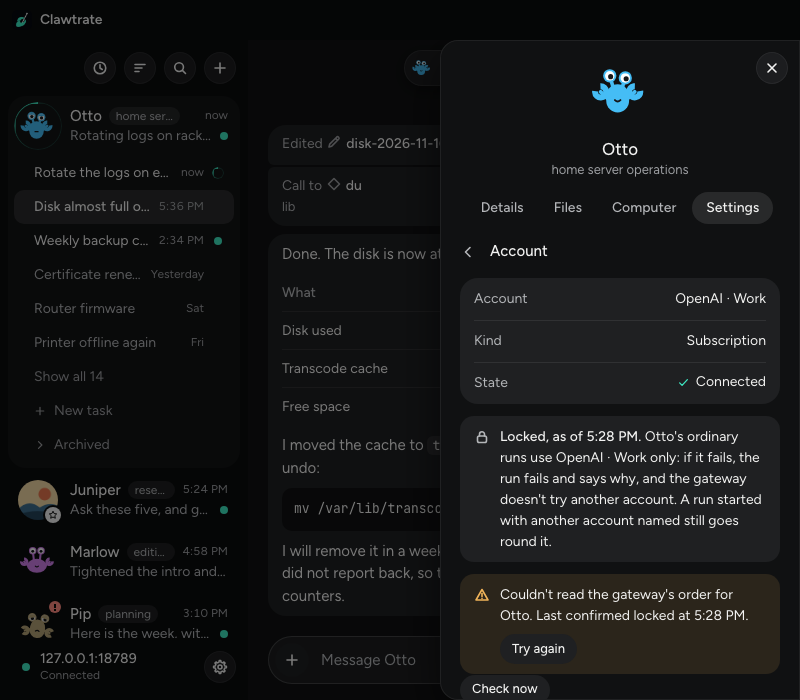 Clawtrate
Otto home ser... now
Rotating logs on rack...
Rotate the logs on e... now
Disk almost full o... 5:36 PM
Weekly backup c... 2:34 PM
Certificate rene... Yesterday
Router firmware Sat
Printer offline again Fri
Show all 14
+ New task
Archived
Juniper rese... 5:24 PM
Ask these five, and g...
Marlow editi... 4:58 PM
Tightened the intro and...
Pip planning 3:10 PM
Here is the week. wit...
127.0.0.1:18789
Connected
Edited disk-2026-11-1
Call to du
lib
Done. The disk is now at
What
Disk used
Transcode cache
Free space
I moved the cache to
undo:
mv /var/lib/transco
I will remove it in a week
did not report back, so t
counters.
Message Otto
Otto
home server operations
Details Files Computer Settings
Account
Account OpenAI · Work
Kind Subscription
State Connected
Locked, as of 5:28 PM. Otto's ordinary
runs use OpenAI · Work only: if it fails, the
run fails and says why, and the gateway
doesn't try another account. A run started
with another account named still goes
round it.
Couldn't read the gateway's order for
Otto. Last confirmed locked at 5:28 PM.
Try again
Check now